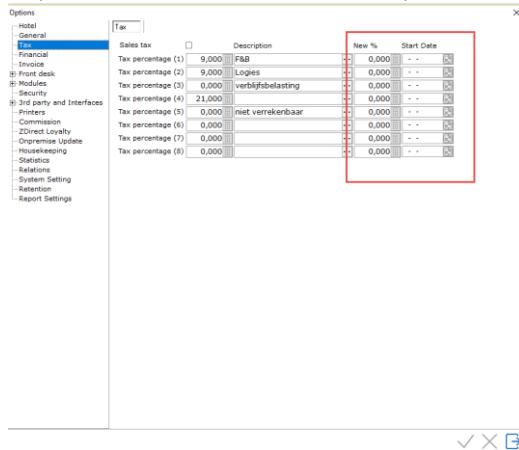 Options
Hotel
General
Tax
Financial
Invoice
Front desk
Modules
Security
3rd party and Interfaces
Printers
Commission
ZDirect Loyalty
Onpremise Update
Housekeeping
Statistics
Relations
System Setting
Retention
Report Settings
Tax
Sales tax Description New % Start Date
Tax percentage (1) 9,000 F&B 0,000 - -
Tax percentage (2) 9,000 Logies 0,000 - -
Tax percentage (3) 0,000 verblijfsbelasting 0,000 - -
Tax percentage (4) 21,000 0,000 - -
Tax percentage (5) 0,000 niet verrekenbaar 0,000 - -
Tax percentage (6) 0,000 0,000 - -
Tax percentage (7) 0,000 0,000 - -
Tax percentage (8) 0,000 0,000 - -